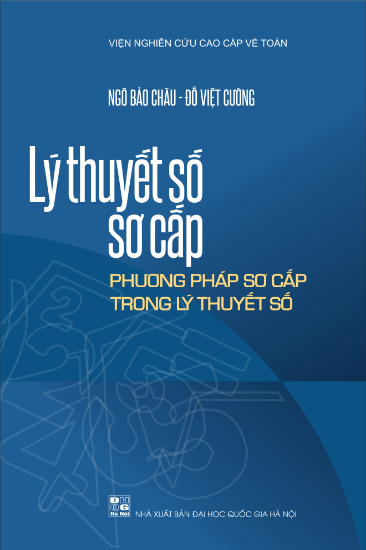 VIỆN NGHIÊN CỨU CAO CẤP VỀ TOÁN
NGÔ BẢO CHÂU - ĐỖ VIỆT CƯỜNG
Lý thuyết số
sơ cấp
PHƯƠNG PHÁP SƠ CẤP
TRONG LÝ THUYẾT SỐ
NHÀ XUẤT BẢN ĐẠI HỌC QUỐC GIA HÀ NỘI